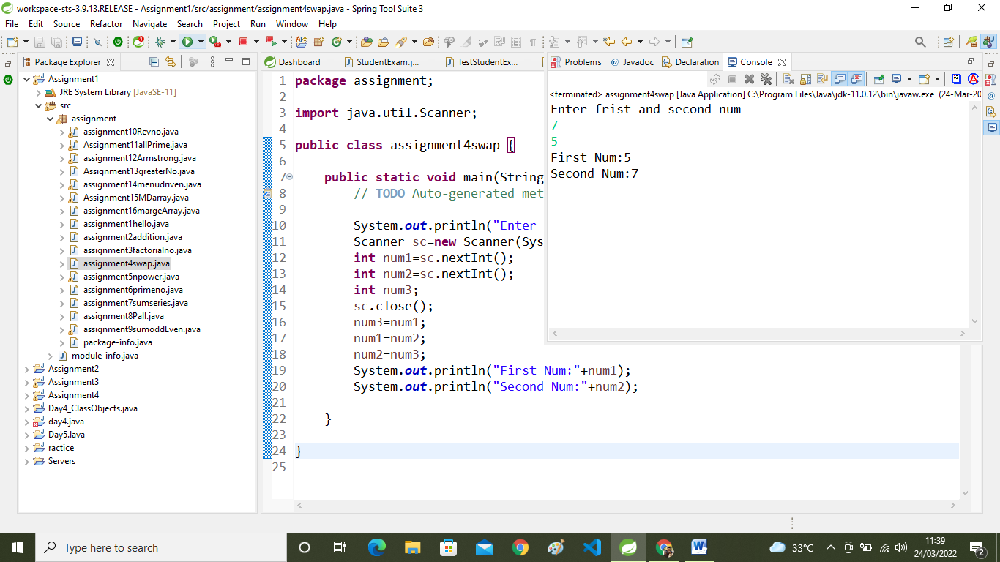 workspace-sts-3.9.13.RELEASE - Assignment1/src/assignment/assignment4swap.java - Spring Tool Suite 3
File Edit Source Refactor Navigate Search Project Run Window Help
Package Explorer
Assignment1
JRE System Library [JavaSE-11]
src
assignment
assignment10Revno.java
Assignment11allPrime.java
assignment12Armstrong.java
Assignment13greaterNo.java
assignment14menudriven.java
Assignment15MDarray.java
assignment16margeArray.java
assignment1hello.java
assignment2addition.java
assignment3factorialno.java
assignment4swap.java
assignment5npower.java
assignment6primeno.java
assignment7sumseries.java
assignment8Pall.java
assignment9sumoddEven.java
package-info.java
module-info.java
Assignment2
Assignment3
Assignment4
Day4_ClassObjects.java
day4.java
Day5.lava
ractice
Servers
Dashboard StudentExam.j... TestStudentEx...
1 package assignment;
2
3 import java.util.Scanner;
4
5 public class assignment4swap {
6
7 public static void main(String
8 // TODO Auto-generated met
9
10 System.out.println("Enter
11 Scanner sc=new Scanner(Sys
12 int num1=sc.nextInt();
13 int num2=sc.nextInt();
14 int num3;
15 sc.close();
16 num3=num1;
17 num1=num2;
18 num2=num3;
19 System.out.println("First Num:"+num1);
20 System.out.println("Second Num:"+num2);
21
22 }
23
24 }
25
Problems @ Javadoc Declaration Console
<terminated> assignment4swap [Java Application] C:\Program Files\Java\jdk-11.0.12\bin\javaw.exe (24-Mar-20
Enter frist and second num
7
5
First Num:5
Second Num:7
Type here to search
33°C
11:39
24/03/2022
2